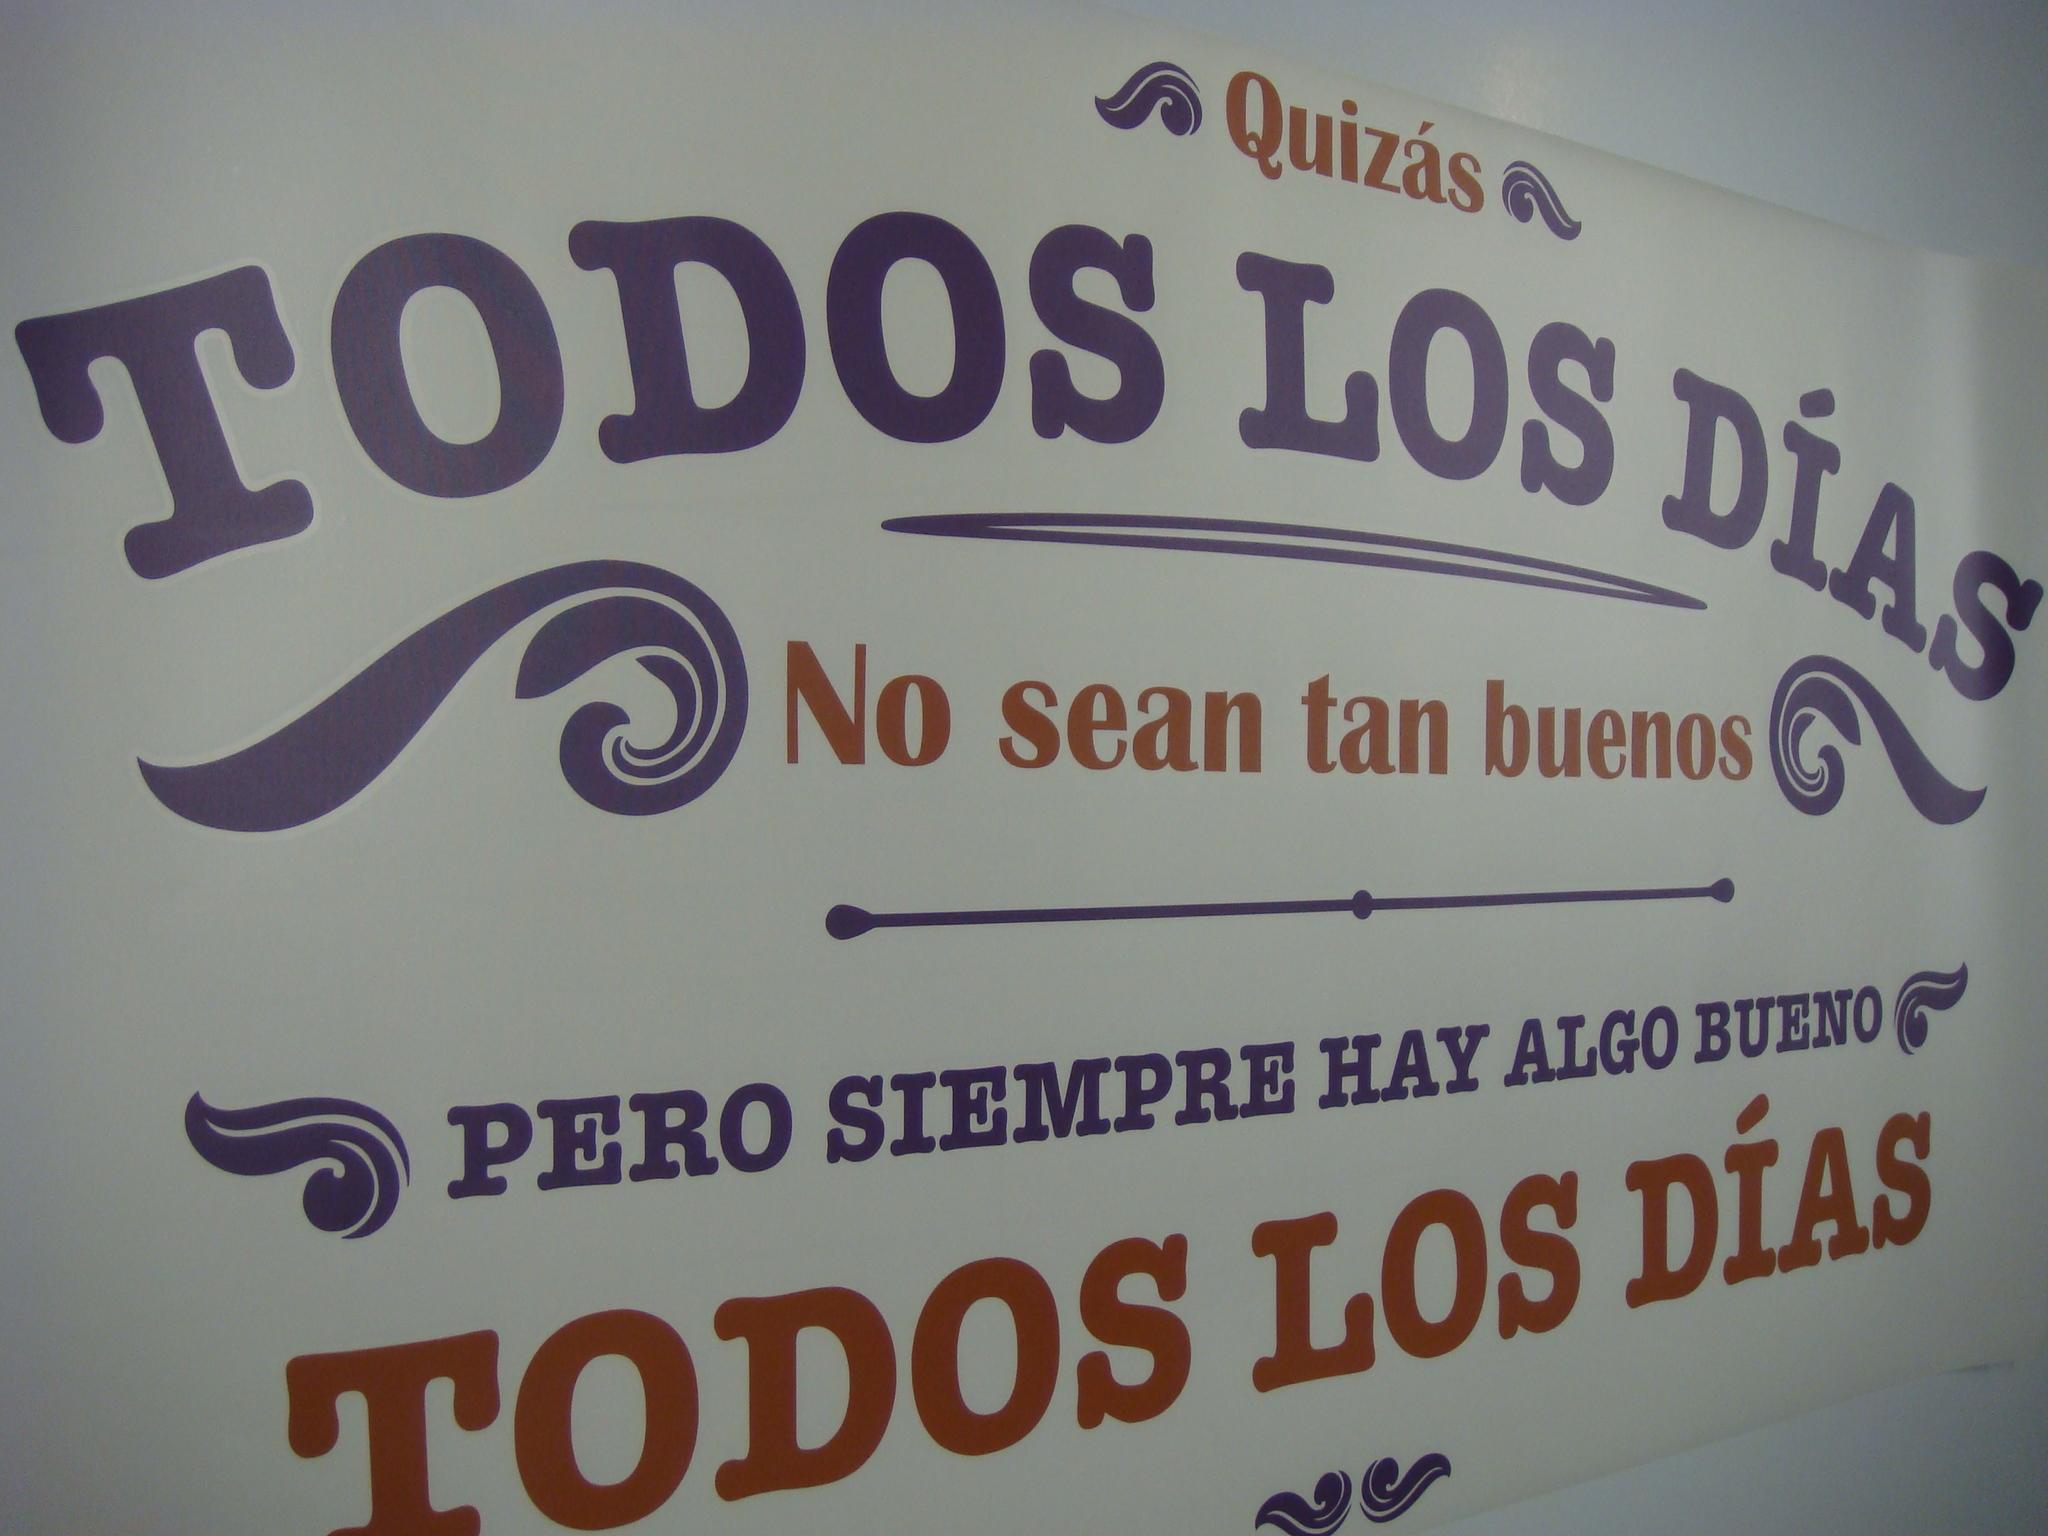 Quizás
TODOS LOS DÍAS
No sean tan buenos
PERO SIEMPRE HAY ALGO BUENO
TODOS LOS DÍAS